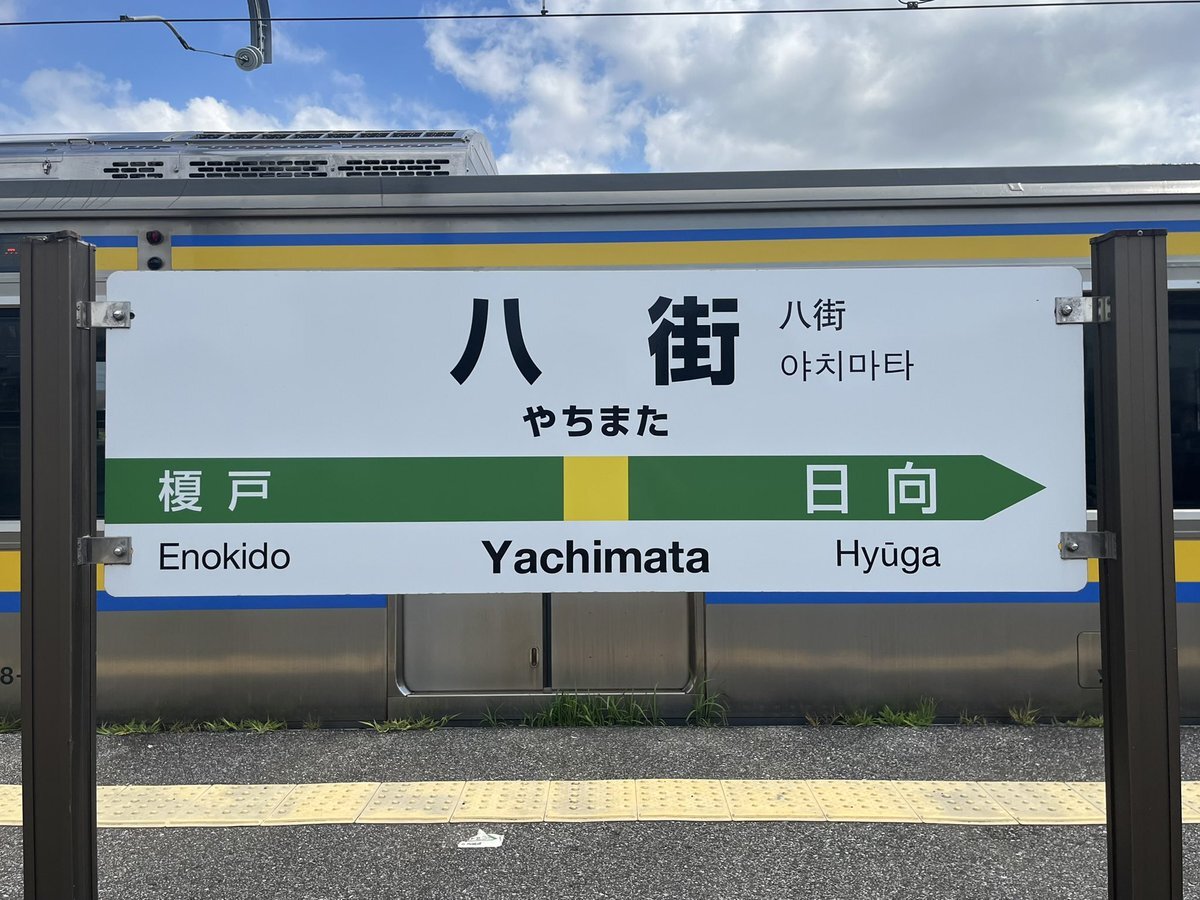 八街
八街
야치마타
やちまた
榎戸
日向
Enokido
Yachimata
Hyūga
8-